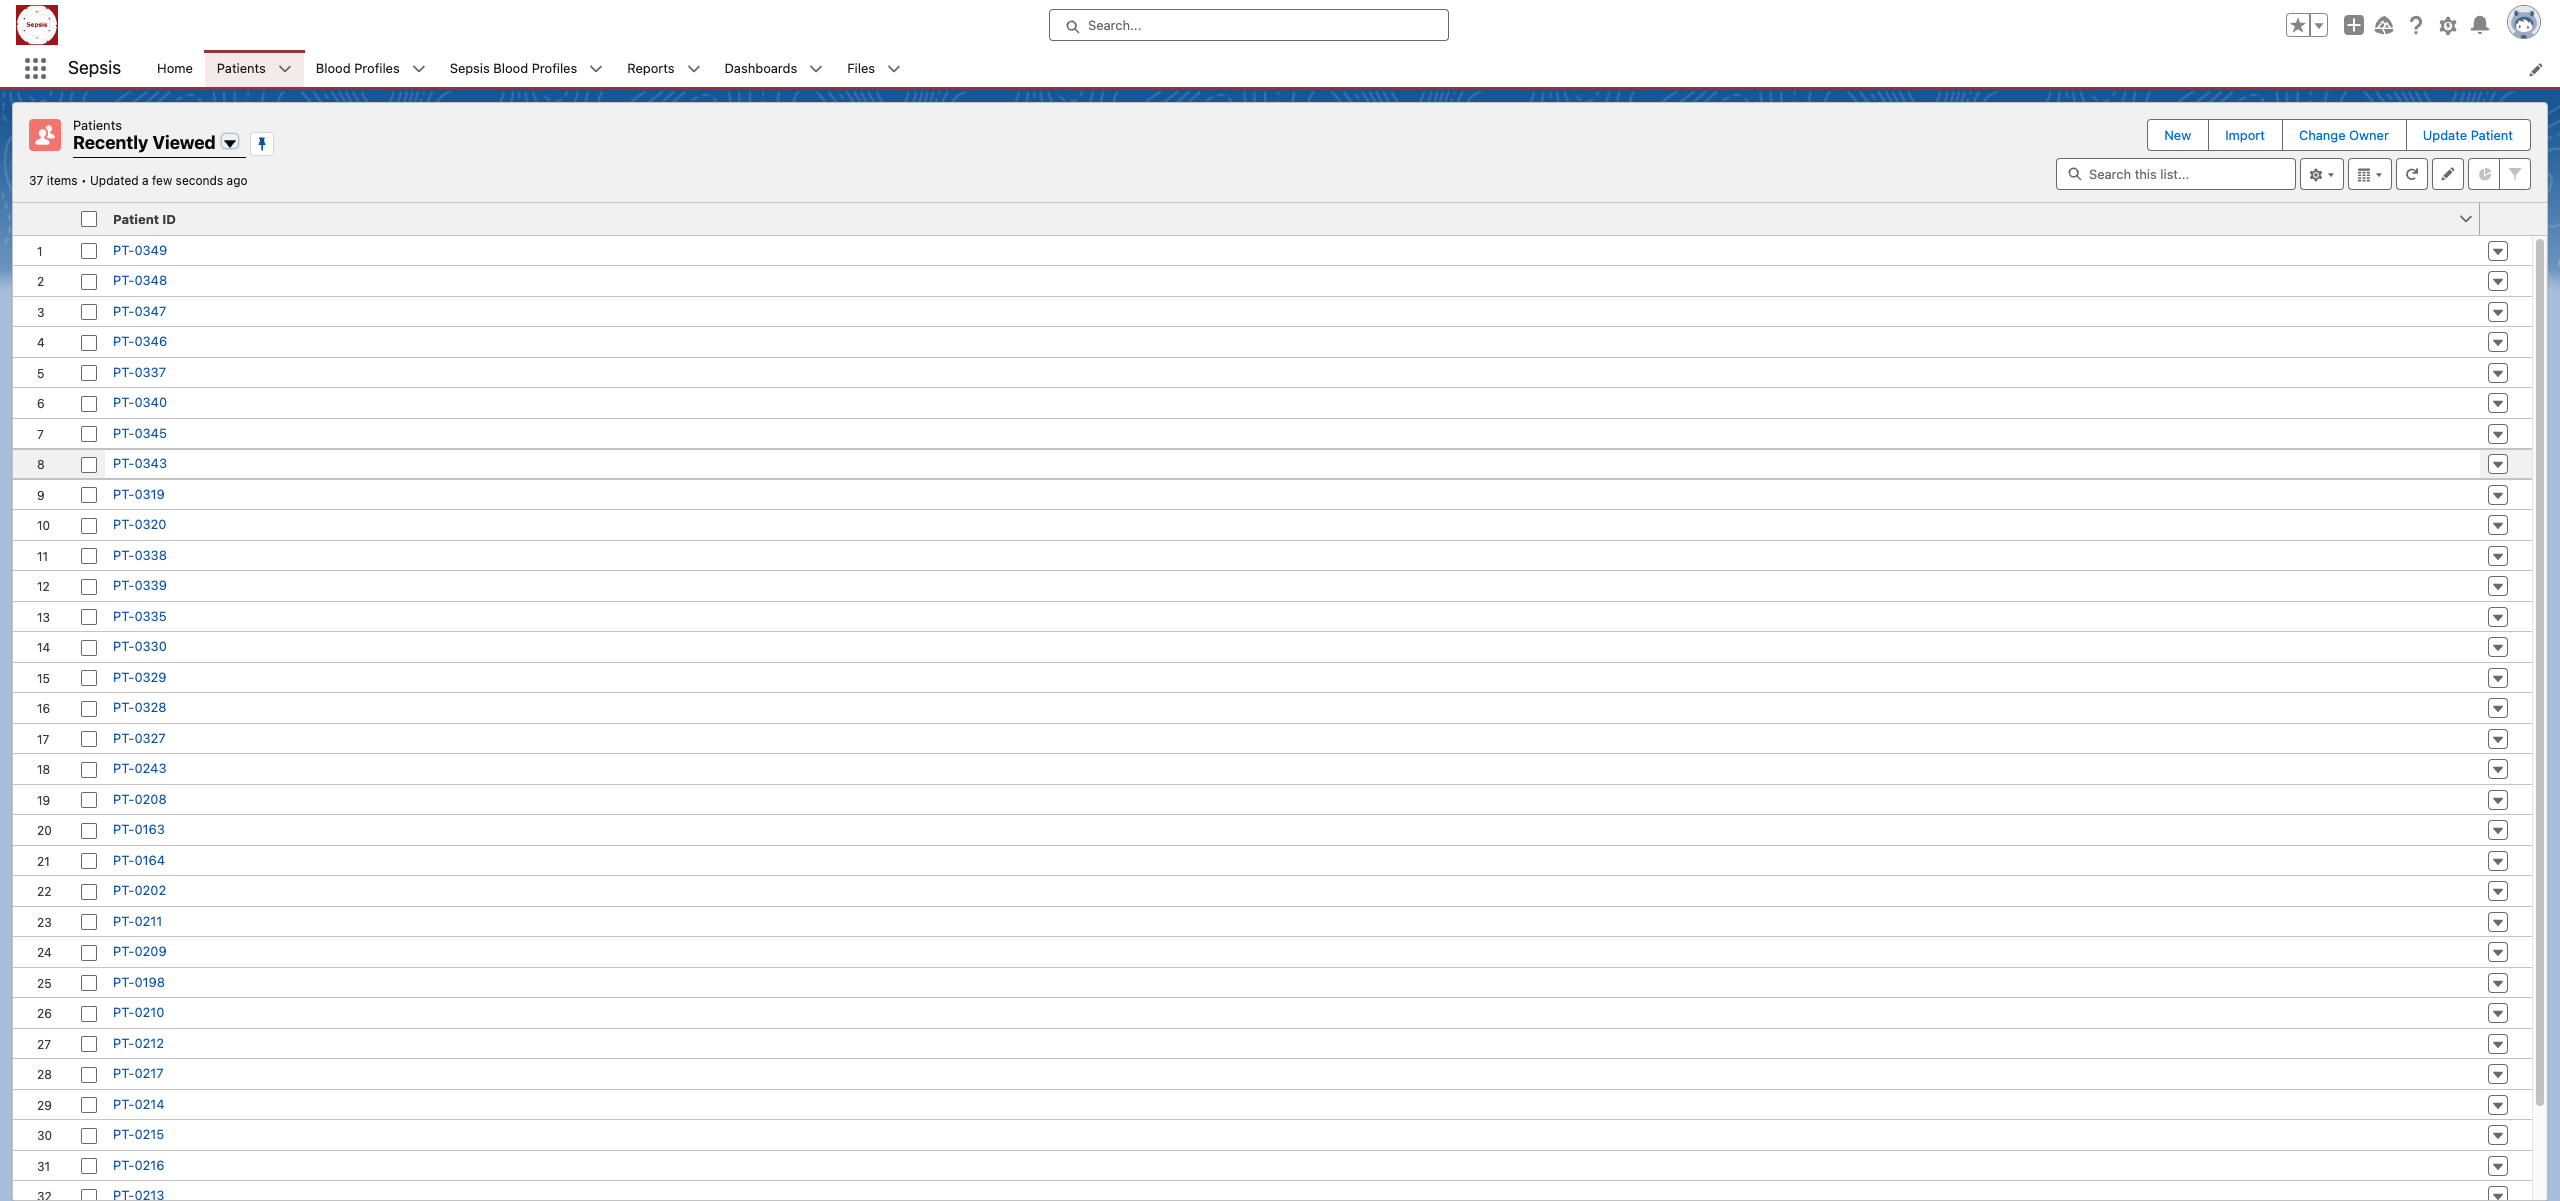 Sepsis
Search...
Sepsis Home Patients Blood Profiles Sepsis Blood Profiles Reports Dashboards Files
Patients
Recently Viewed
New Import Change Owner Update Patient
37 items • Updated a few seconds ago
Search this list...
Patient ID
1 PT-0349
2 PT-0348
3 PT-0347
4 PT-0346
5 PT-0337
6 PT-0340
7 PT-0345
8 PT-0343
9 PT-0319
10 PT-0320
11 PT-0338
12 PT-0339
13 PT-0335
14 PT-0330
15 PT-0329
16 PT-0328
17 PT-0327
18 PT-0243
19 PT-0208
20 PT-0163
21 PT-0164
22 PT-0202
23 PT-0211
24 PT-0209
25 PT-0198
26 PT-0210
27 PT-0212
28 PT-0217
29 PT-0214
30 PT-0215
31 PT-0216
32 PT-0213